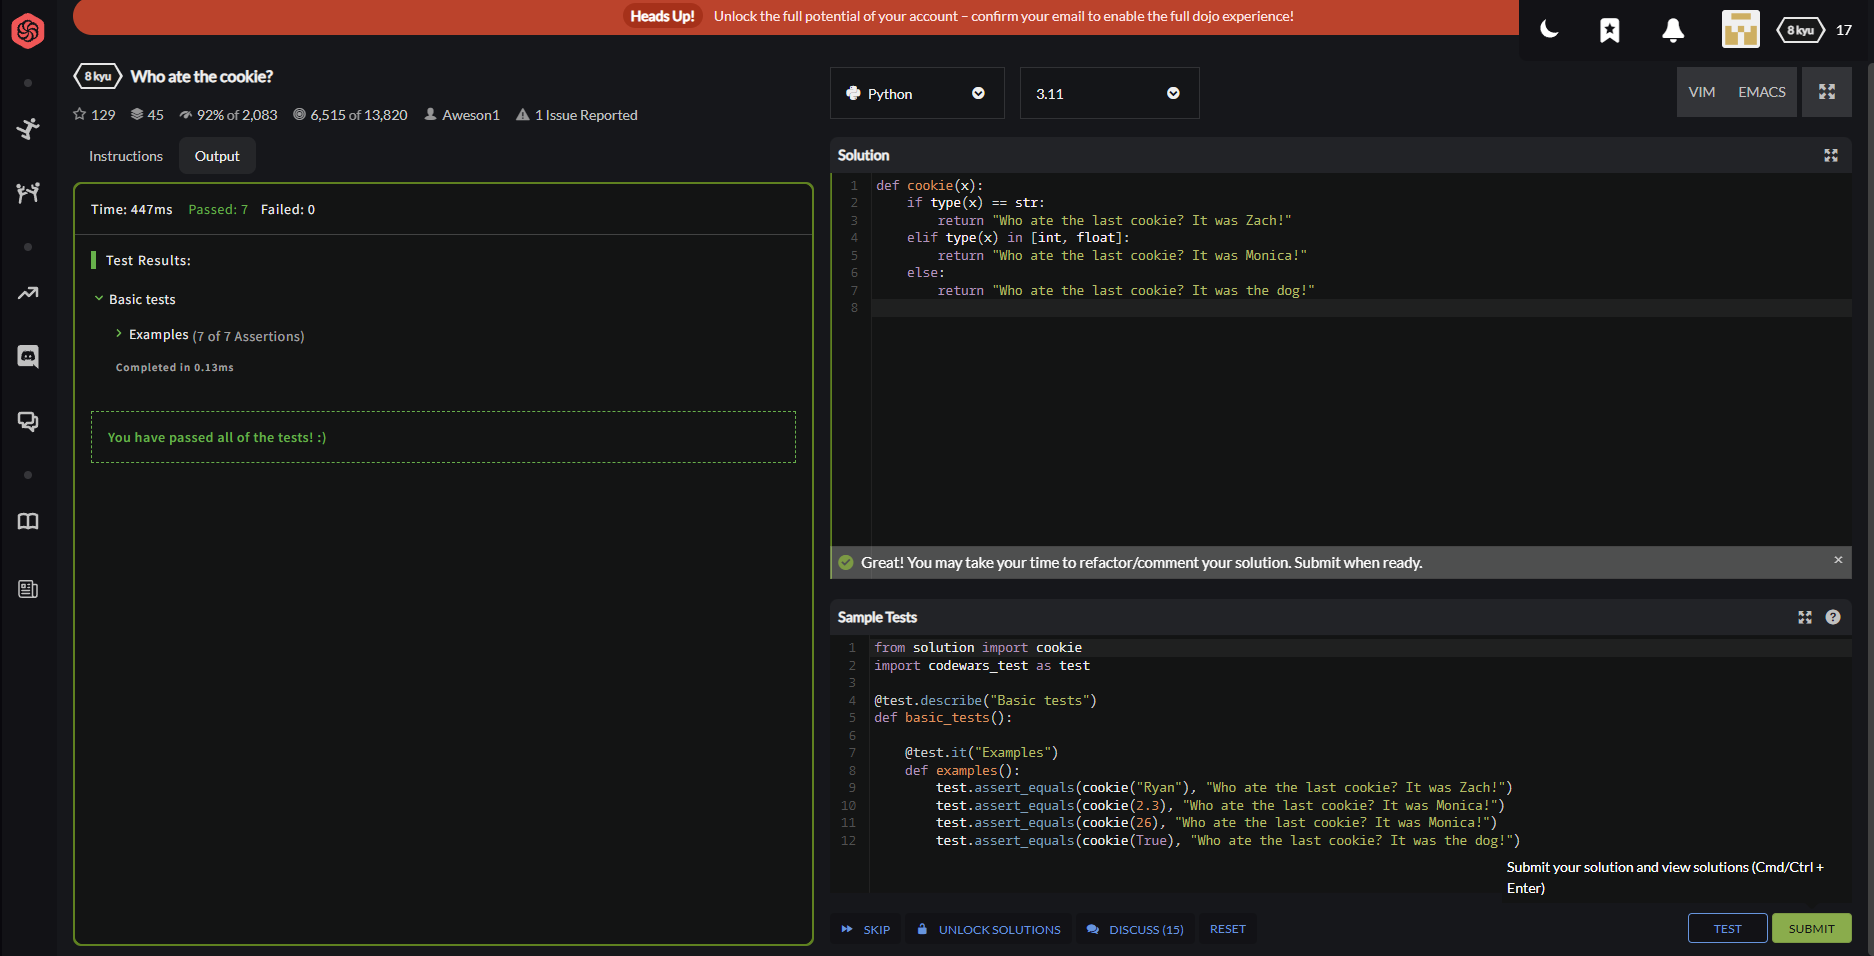 Heads Up! Unlock the full potential of your account – confirm your email to enable the full dojo experience!
8 kyu 17
8 kyu Who ate the cookie?
129 45 92% of 2,083 6,515 of 13,820 Aweson1 1 Issue Reported
Instructions Output
Time: 447ms Passed: 7 Failed: 0
Test Results:
Basic tests
Examples (7 of 7 Assertions)
Completed in 0.13ms
You have passed all of the tests! :)
Python 3.11 VIM EMACS
Solution
1 def cookie(x):
2 if type(x) == str:
3 return "Who ate the last cookie? It was Zach!"
4 elif type(x) in [int, float]:
5 return "Who ate the last cookie? It was Monica!"
6 else:
7 return "Who ate the last cookie? It was the dog!"
8
Great! You may take your time to refactor/comment your solution. Submit when ready. ×
Sample Tests
1 from solution import cookie
2 import codewars_test as test
3
4 @test.describe("Basic tests")
5 def basic_tests():
6
7 @test.it("Examples")
8 def examples():
9 test.assert_equals(cookie("Ryan"), "Who ate the last cookie? It was Zach!")
10 test.assert_equals(cookie(2.3), "Who ate the last cookie? It was Monica!")
11 test.assert_equals(cookie(26), "Who ate the last cookie? It was Monica!")
12 test.assert_equals(cookie(True), "Who ate the last cookie? It was the dog!")
Submit your solution and view solutions (Cmd/Ctrl +
Enter)
SKIP UNLOCK SOLUTIONS DISCUSS (15) RESET TEST SUBMIT